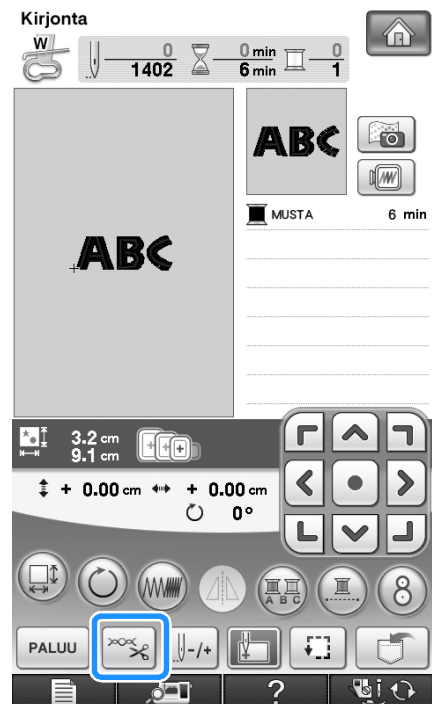 Kirjonta
W
0 0 min 0
1402 6 min 1
ABC
ABC
MUSTA 6 min
3.2 cm
9.1 cm
+ 0.00 cm + 0.00 cm
0°
A B C
8
PALUU
-/+
?